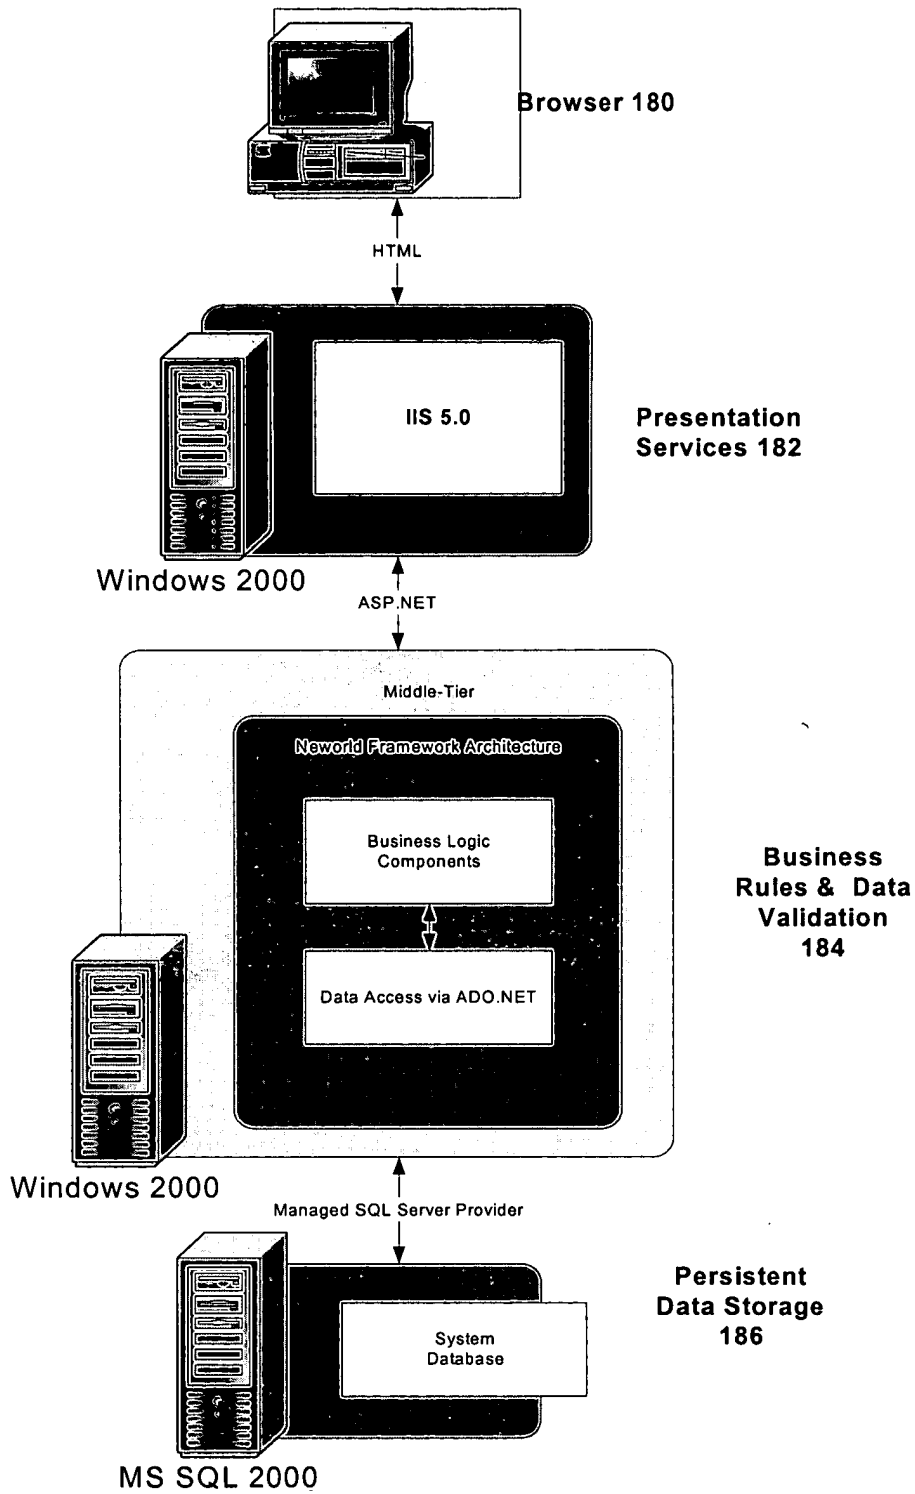 Browser 180
HTML
IIS 5.0
Presentation
Services 182
Windows 2000
ASP.NET
Middle-Tier
Neworld Framework Architecture
Business Logic
Components
Business
Rules & Data
Validation
184
Data Access via ADO.NET
Windows 2000
Managed SQL Server Provider
Persistent
Data Storage
186
System
Database
MS SQL 2000